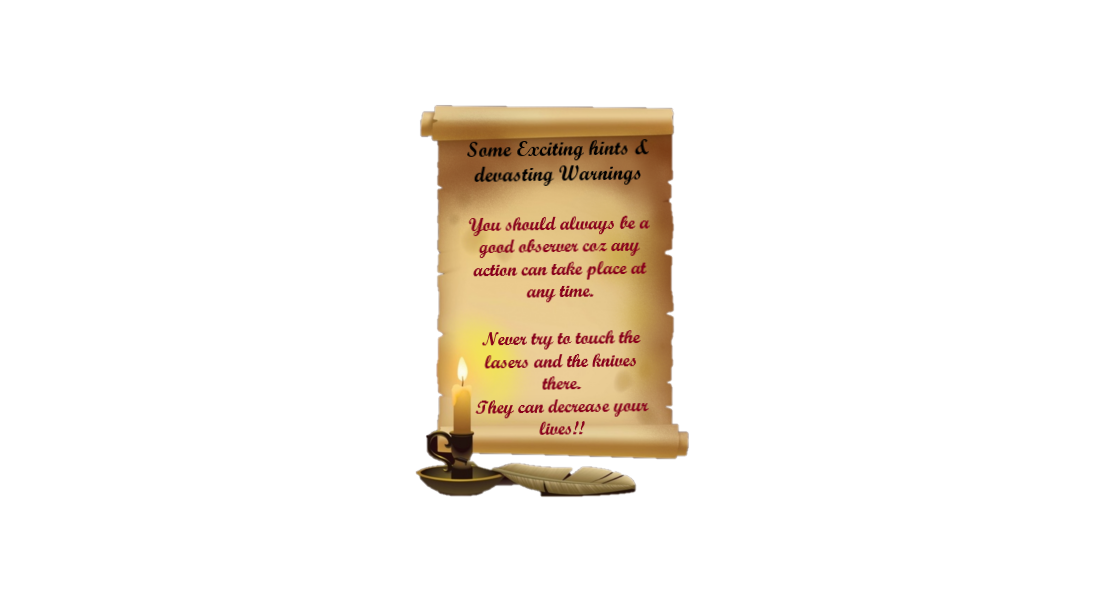 Some Exciting hints &
devasting Warnings
You should always be a
good observer coz any
action can take place at
any time.
Never try to touch the
lasers and the knives
there.
They can decrease your
lives!!